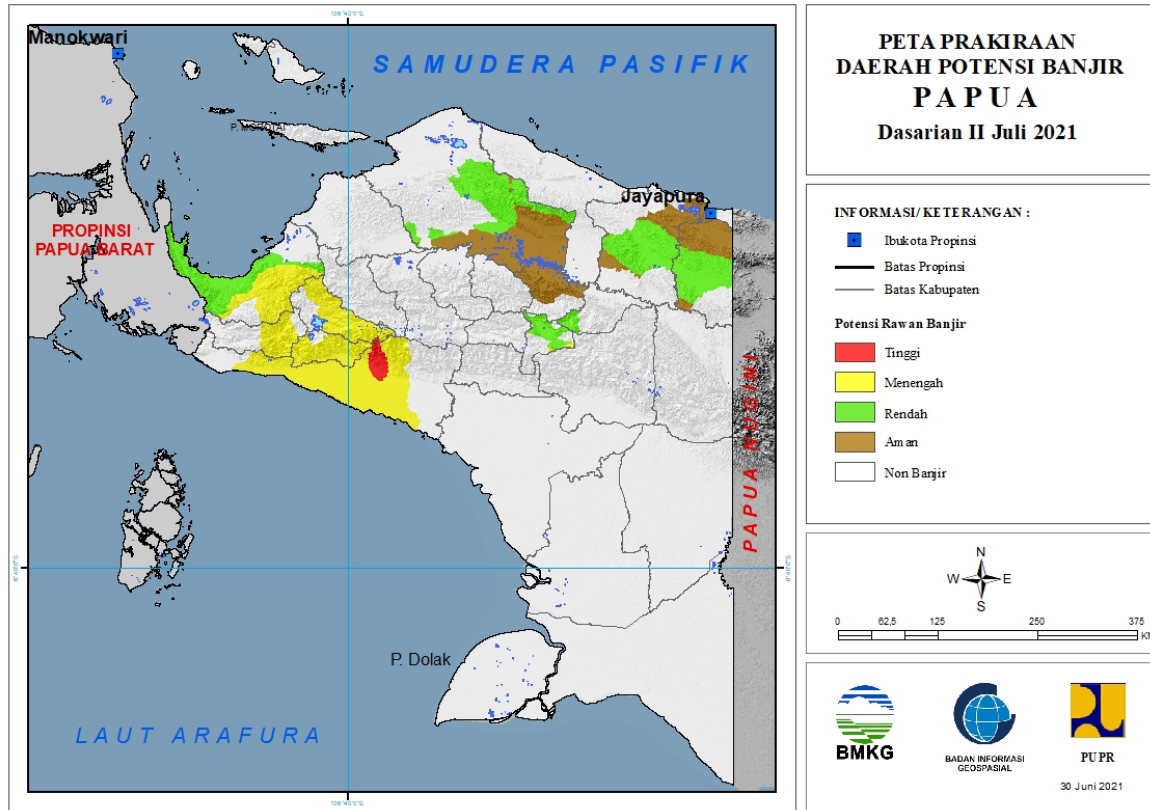 Manokwari
SAMUDERA PASIFIK
Jayapura
PROPINSI
PAPUA BARAT
PAPUA NUGINI
P. Dolak
LAUT ARAFURA
PETA PRAKIRAAN
DAERAH POTENSI BANJIR
PAPUA
Dasarian II Juli 2021
INFORMASI/ KETERANGAN :
Ibukota Propinsi
Batas Propinsi
Batas Kabupaten
Potensi Rawan Banjir
Tinggi
Menengah
Rendah
Aman
Non Banjir
N
W E
S
0 62,5 125 250 375
BMKG
BADAN INFORMASI
GEOSPASIAL
PUPR
30 Juni 2021